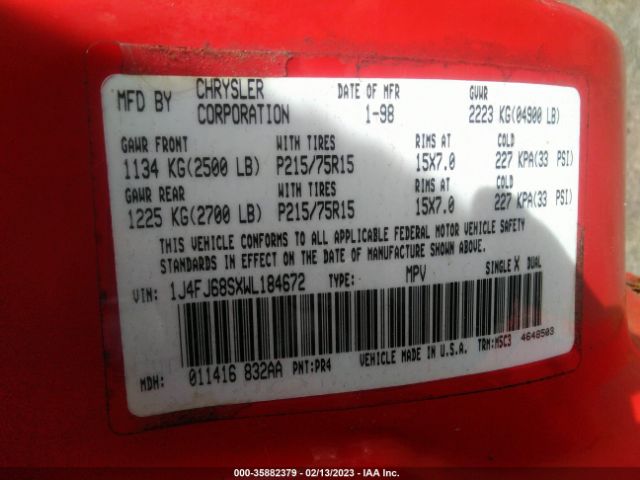 MFD BY CHRYSLER CORPORATION DATE OF MFR 1-98 GVWR 2223 KG(04900 LB)
GAWR FRONT WITH TIRES RIMS AT COLD
1134 KG(2500 LB) P215/75R15 15X7.0 227 KPA(33 PSI)
GAWR REAR WITH TIRES RIMS AT COLD
1225 KG(2700 LB) P215/75R15 15X7.0 227 KPA(33 PSI)
THIS VEHICLE CONFORMS TO ALL APPLICABLE FEDERAL MOTOR VEHICLE SAFETY
STANDARDS IN EFFECT ON THE DATE OF MANUFACTURE SHOWN ABOVE.
VIN: 1J4FJ68SXWL184672 TYPE: MPV SINGLE X DUAL
MDH: 011416 832AA PNT:PR4 VEHICLE MADE IN U.S.A. TRM:M5C3 4648503
000-35882379 - 02/13/2023 - IAA Inc.